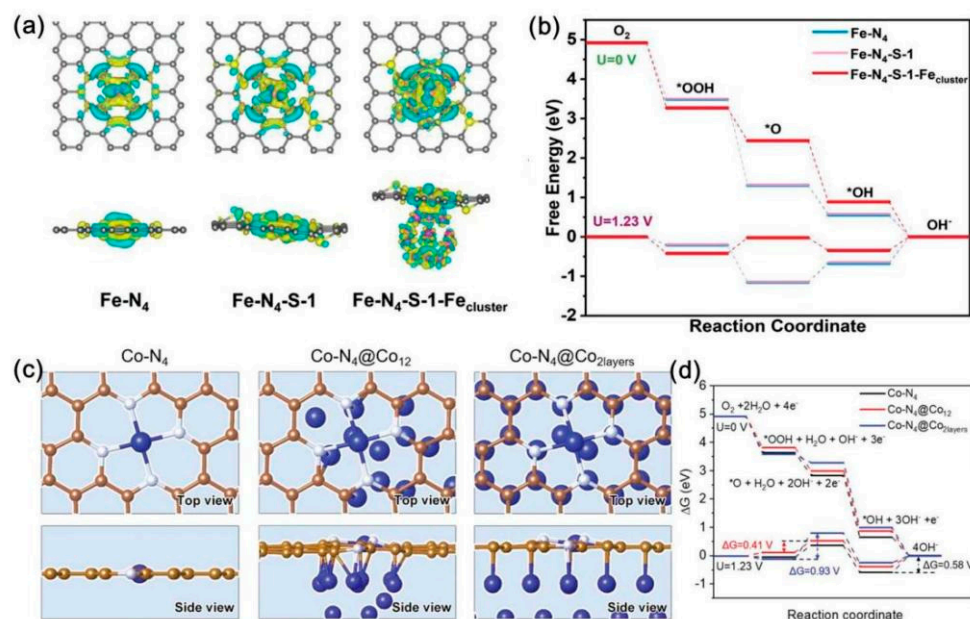 (a)
Fe-N4
Fe-N4-S-1
Fe-N4-S-1-Fecluster
(b)
Free Energy (eV)
5
4
3
2
1
0
-1
-2
O2
U=0 V
*OOH
*O
*OH
OH-
U=1.23 V
Fe-N4
Fe-N4-S-1
Fe-N4-S-1-Fecluster
Reaction Coordinate
(c)
Co-N4
Co-N4@Co12
Co-N4@Co2layers
Top view
Top view
Top view
Side view
Side view
Side view
(d)
ΔG (eV)
6
5
4
3
2
1
0
-1
Co-N4
Co-N4@Co12
Co-N4@Co2layers
O2 +2H2O + 4e-
U=0 V
*OOH + H2O + OH- + 3e-
*O + H2O + 2OH- + 2e-
*OH + 3OH- +e-
4OH-
ΔG=0.41 V
U=1.23 V
ΔG=0.93 V
ΔG=0.58 V
Reaction coordinate